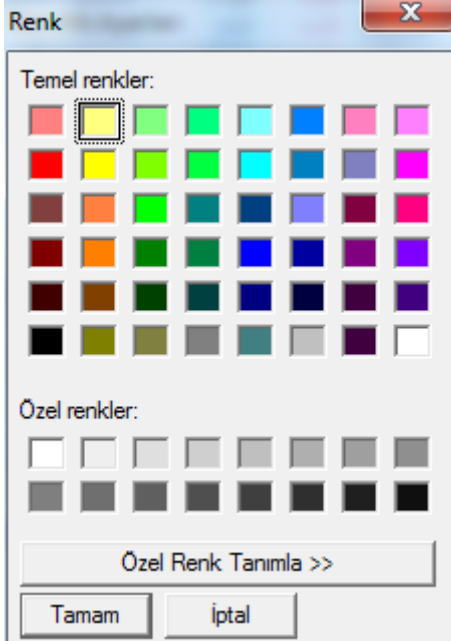 Renk
Temel renkler:
Özel renkler:
Özel Renk Tanımla >>
Tamam
İptal